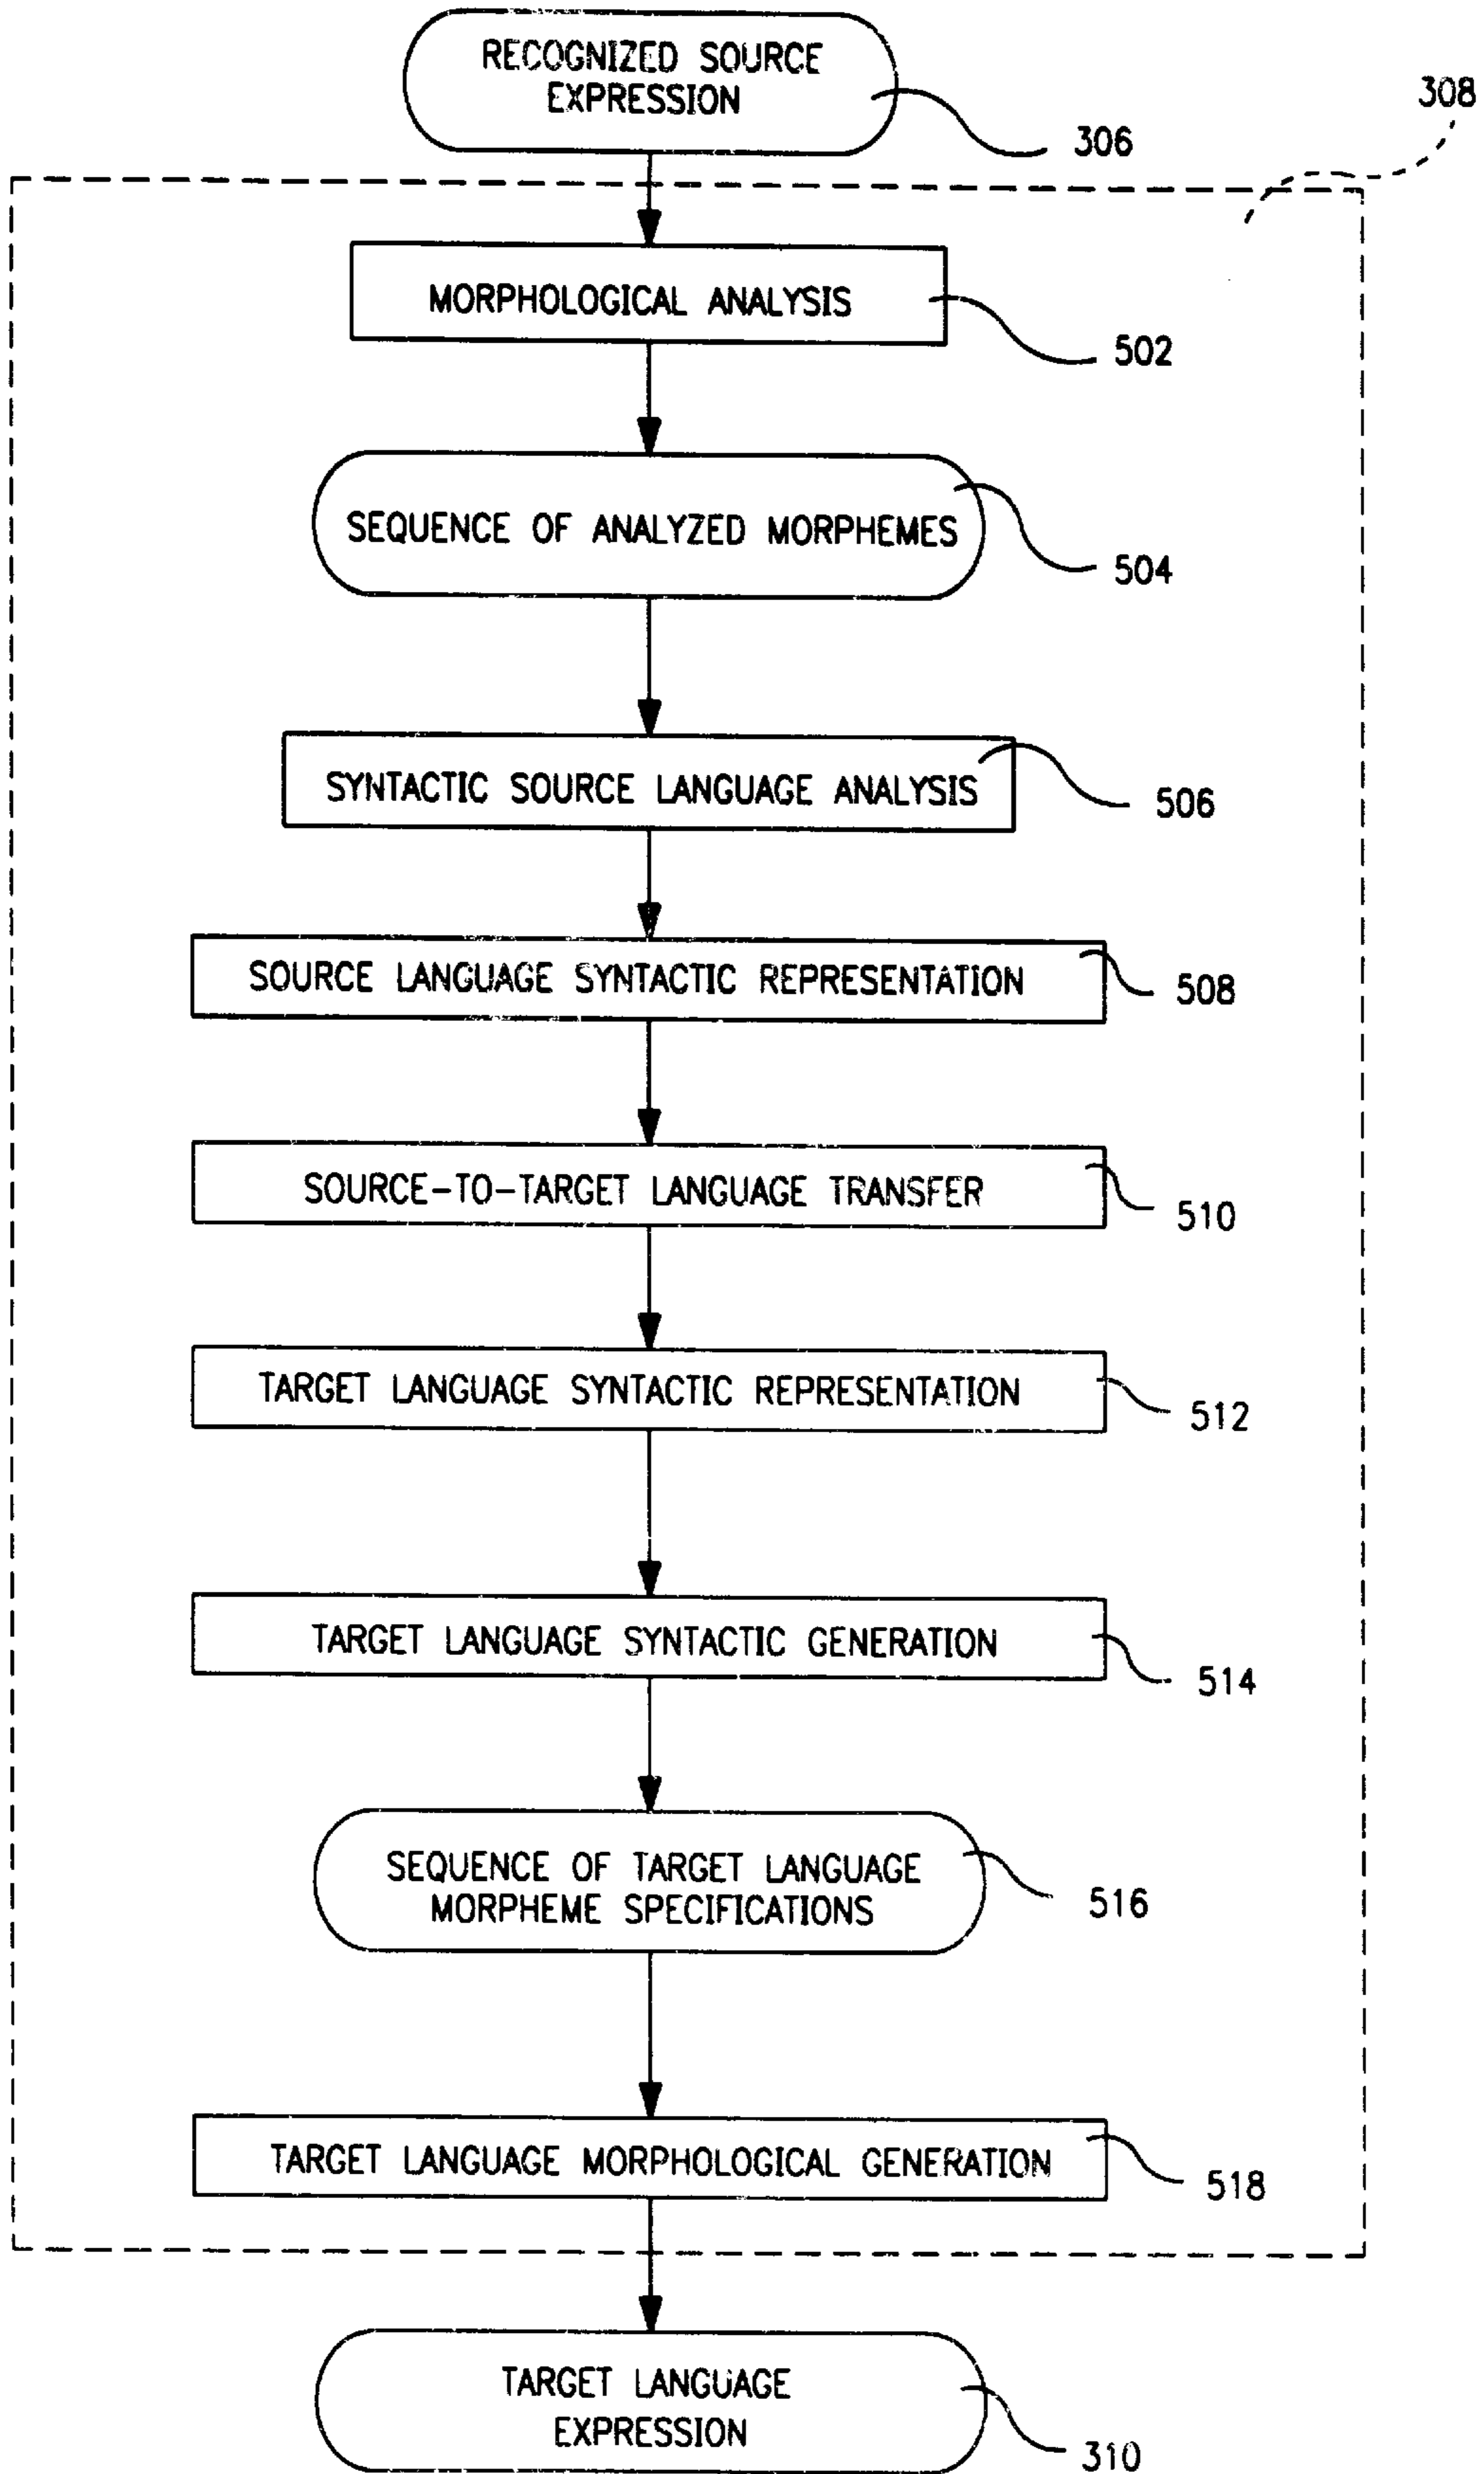 RECOGNIZED SOURCE
EXPRESSION
306
308
MORPHOLOGICAL ANALYSIS
502
SEQUENCE OF ANALYZED MORPHEMES
504
SYNTACTIC SOURCE LANGUAGE ANALYSIS
506
SOURCE LANGUAGE SYNTACTIC REPRESENTATION
508
SOURCE-TO-TARGET LANGUAGE TRANSFER
510
TARGET LANGUAGE SYNTACTIC REPRESENTATION
512
TARGET LANGUAGE SYNTACTIC GENERATION
514
SEQUENCE OF TARGET LANGUAGE
MORPHEME SPECIFICATIONS
516
TARGET LANGUAGE MORPHOLOGICAL GENERATION
518
TARGET LANGUAGE
EXPRESSION
310